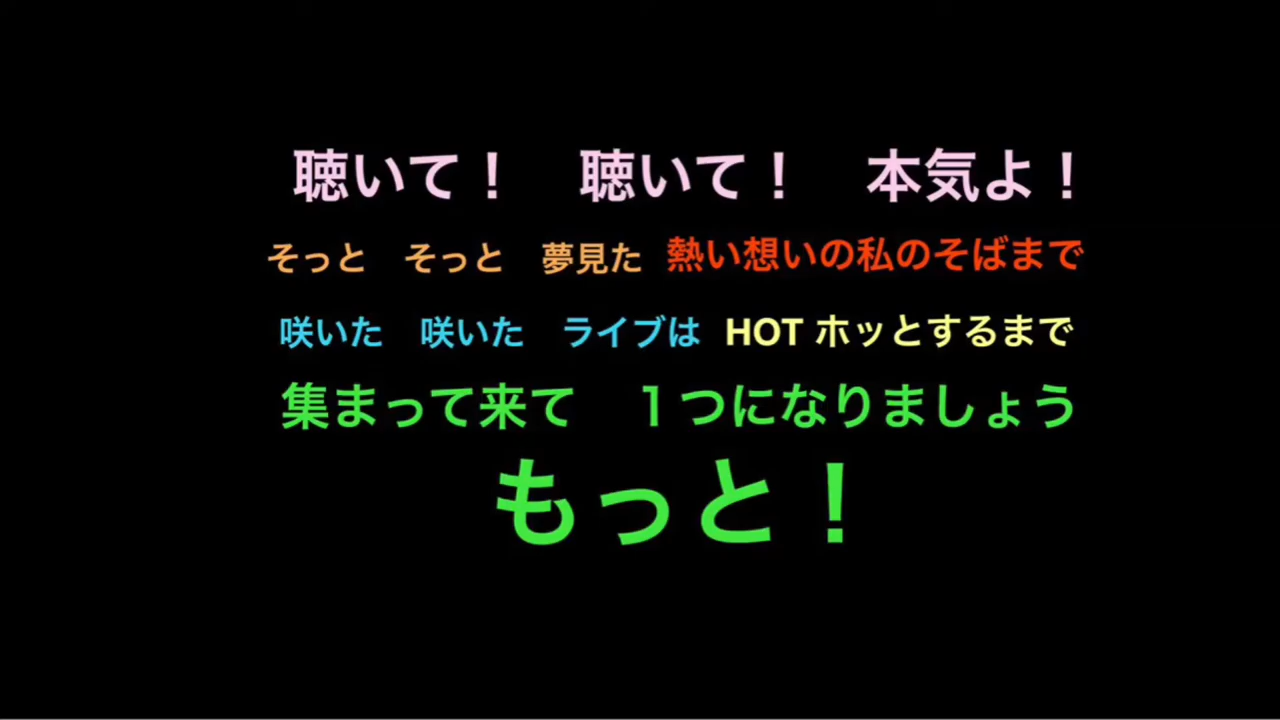 聴いて！　聴いて！　本気よ！
そっと　そっと　夢見た 熱い想いの私のそばまで
咲いた　咲いた　ライブは HOT ホッとするまで
集まって来て　１つになりましょう
もっと！